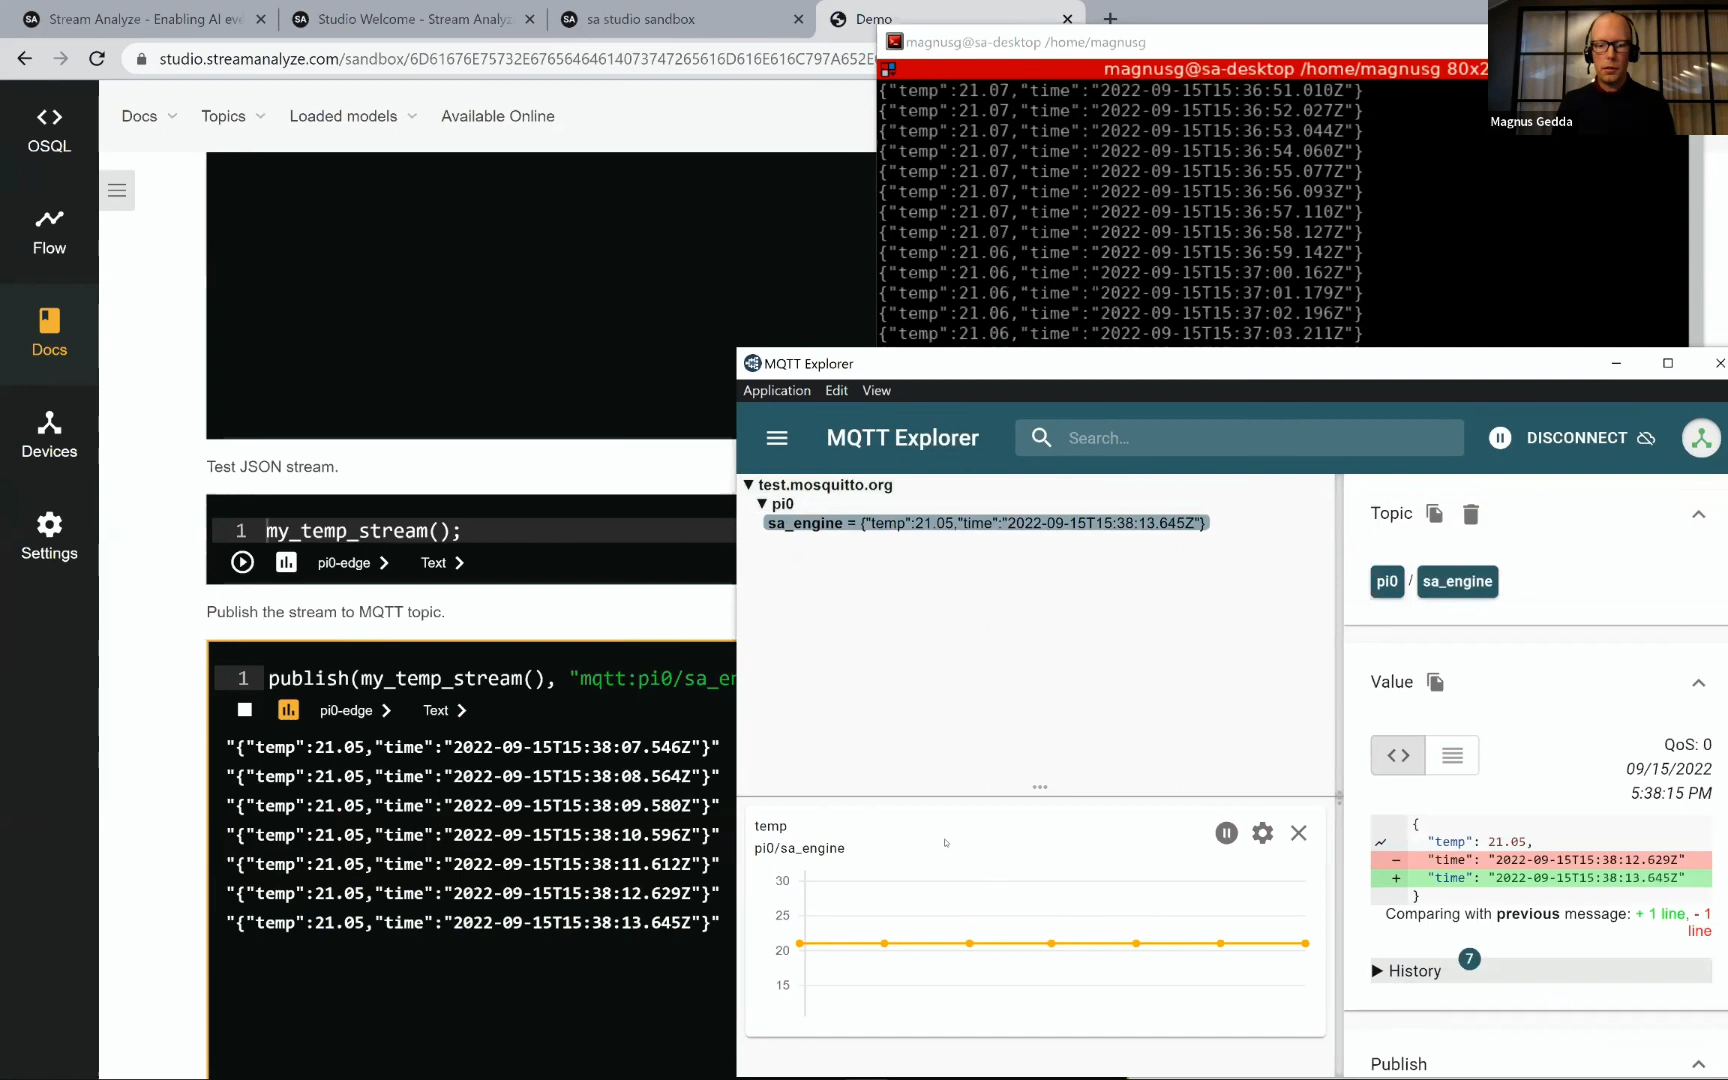 Stream Analyze - Enabling AI eve
Studio Welcome - Stream Analyz
sa studio sandbox
Demo
studio.streamanalyze.com/sandbox/6D61676E75732E67656464614073747265616D616E616C797A652E
magnusg@sa-desktop /home/magnusg
magnusg@sa-desktop /home/magnusg 80x2
Magnus Gedda
OSQL
Flow
Docs
Devices
Settings
Docs
Topics
Loaded models
Available Online
{"temp":21.07,"time":"2022-09-15T15:36:51.010Z"}
{"temp":21.07,"time":"2022-09-15T15:36:52.027Z"}
{"temp":21.07,"time":"2022-09-15T15:36:53.044Z"}
{"temp":21.07,"time":"2022-09-15T15:36:54.060Z"}
{"temp":21.07,"time":"2022-09-15T15:36:55.077Z"}
{"temp":21.07,"time":"2022-09-15T15:36:56.093Z"}
{"temp":21.07,"time":"2022-09-15T15:36:57.110Z"}
{"temp":21.07,"time":"2022-09-15T15:36:58.127Z"}
{"temp":21.06,"time":"2022-09-15T15:36:59.142Z"}
{"temp":21.06,"time":"2022-09-15T15:37:00.162Z"}
{"temp":21.06,"time":"2022-09-15T15:37:01.179Z"}
{"temp":21.06,"time":"2022-09-15T15:37:02.196Z"}
{"temp":21.06,"time":"2022-09-15T15:37:03.211Z"}
Test JSON stream.
1 my_temp_stream();
pi0-edge
Text
Publish the stream to MQTT topic.
1 publish(my_temp_stream(), "mqtt:pi0/sa_en
pi0-edge
Text
"{"temp":21.05,"time":"2022-09-15T15:38:07.546Z"}"
"{"temp":21.05,"time":"2022-09-15T15:38:08.564Z"}"
"{"temp":21.05,"time":"2022-09-15T15:38:09.580Z"}"
"{"temp":21.05,"time":"2022-09-15T15:38:10.596Z"}"
"{"temp":21.05,"time":"2022-09-15T15:38:11.612Z"}"
"{"temp":21.05,"time":"2022-09-15T15:38:12.629Z"}"
"{"temp":21.05,"time":"2022-09-15T15:38:13.645Z"}"
MQTT Explorer
Application Edit View
MQTT Explorer
Search...
DISCONNECT
test.mosquitto.org
pi0
sa_engine = {"temp":21.05,"time":"2022-09-15T15:38:13.645Z"}
temp
pi0/sa_engine
30
25
20
15
Topic
pi0 / sa_engine
Value
QoS: 0
09/15/2022
5:38:15 PM
{
"temp": 21.05,
- "time": "2022-09-15T15:38:12.629Z"
+ "time": "2022-09-15T15:38:13.645Z"
}
Comparing with previous message: + 1 line, - 1
line
History
7
Publish